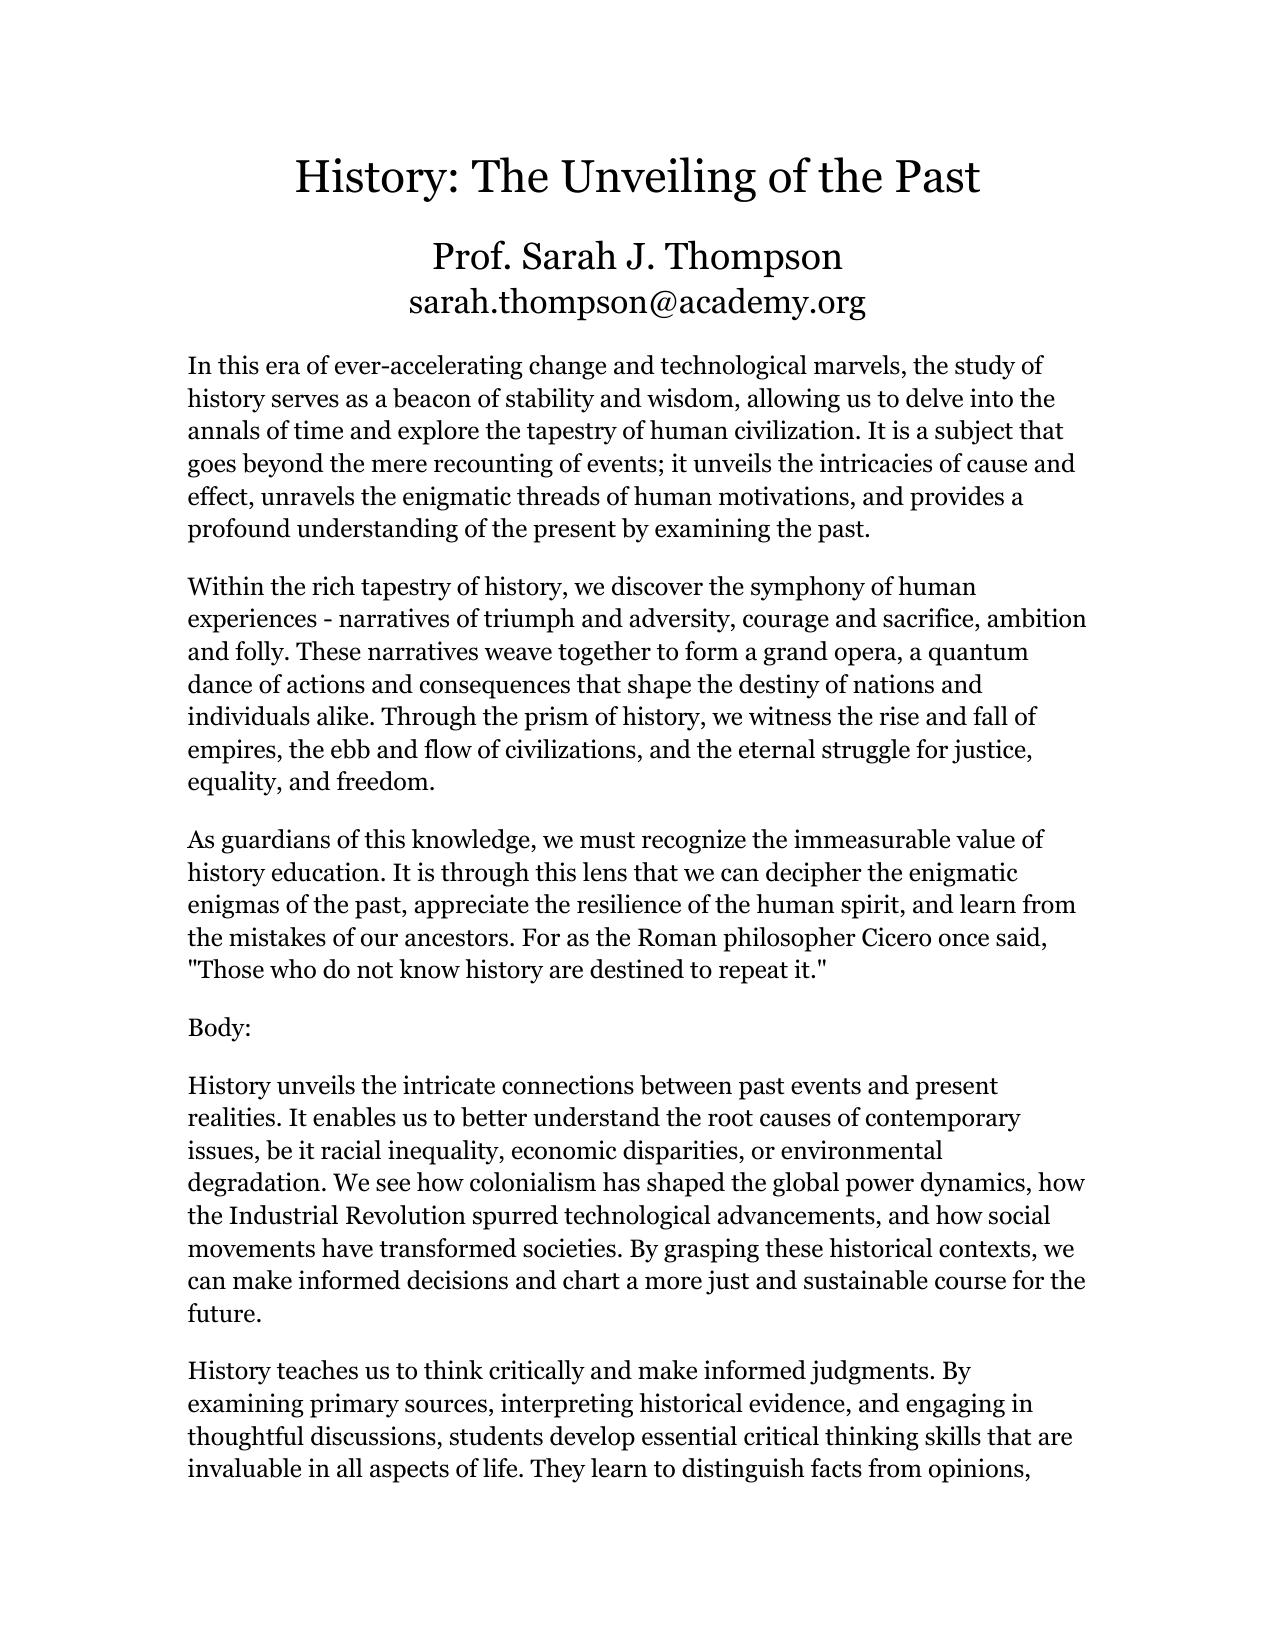 History: The Unveiling of the Past
Prof. Sarah J. Thompson
sarah.thompson@academy.org
In this era of ever-accelerating change and technological marvels, the study of
history serves as a beacon of stability and wisdom, allowing us to delve into the
annals of time and explore the tapestry of human civilization. It is a subject that
goes beyond the mere recounting of events; it unveils the intricacies of cause and
effect, unravels the enigmatic threads of human motivations, and provides a
profound understanding of the present by examining the past.
Within the rich tapestry of history, we discover the symphony of human
experiences - narratives of triumph and adversity, courage and sacrifice, ambition
and folly. These narratives weave together to form a grand opera, a quantum
dance of actions and consequences that shape the destiny of nations and
individuals alike. Through the prism of history, we witness the rise and fall of
empires, the ebb and flow of civilizations, and the eternal struggle for justice,
equality, and freedom.
As guardians of this knowledge, we must recognize the immeasurable value of
history education. It is through this lens that we can decipher the enigmatic
enigmas of the past, appreciate the resilience of the human spirit, and learn from
the mistakes of our ancestors. For as the Roman philosopher Cicero once said,
"Those who do not know history are destined to repeat it."
Body:
History unveils the intricate connections between past events and present
realities. It enables us to better understand the root causes of contemporary
issues, be it racial inequality, economic disparities, or environmental
degradation. We see how colonialism has shaped the global power dynamics, how
the Industrial Revolution spurred technological advancements, and how social
movements have transformed societies. By grasping these historical contexts, we
can make informed decisions and chart a more just and sustainable course for the
future.
History teaches us to think critically and make informed judgments. By
examining primary sources, interpreting historical evidence, and engaging in
thoughtful discussions, students develop essential critical thinking skills that are
invaluable in all aspects of life. They learn to distinguish facts from opinions,